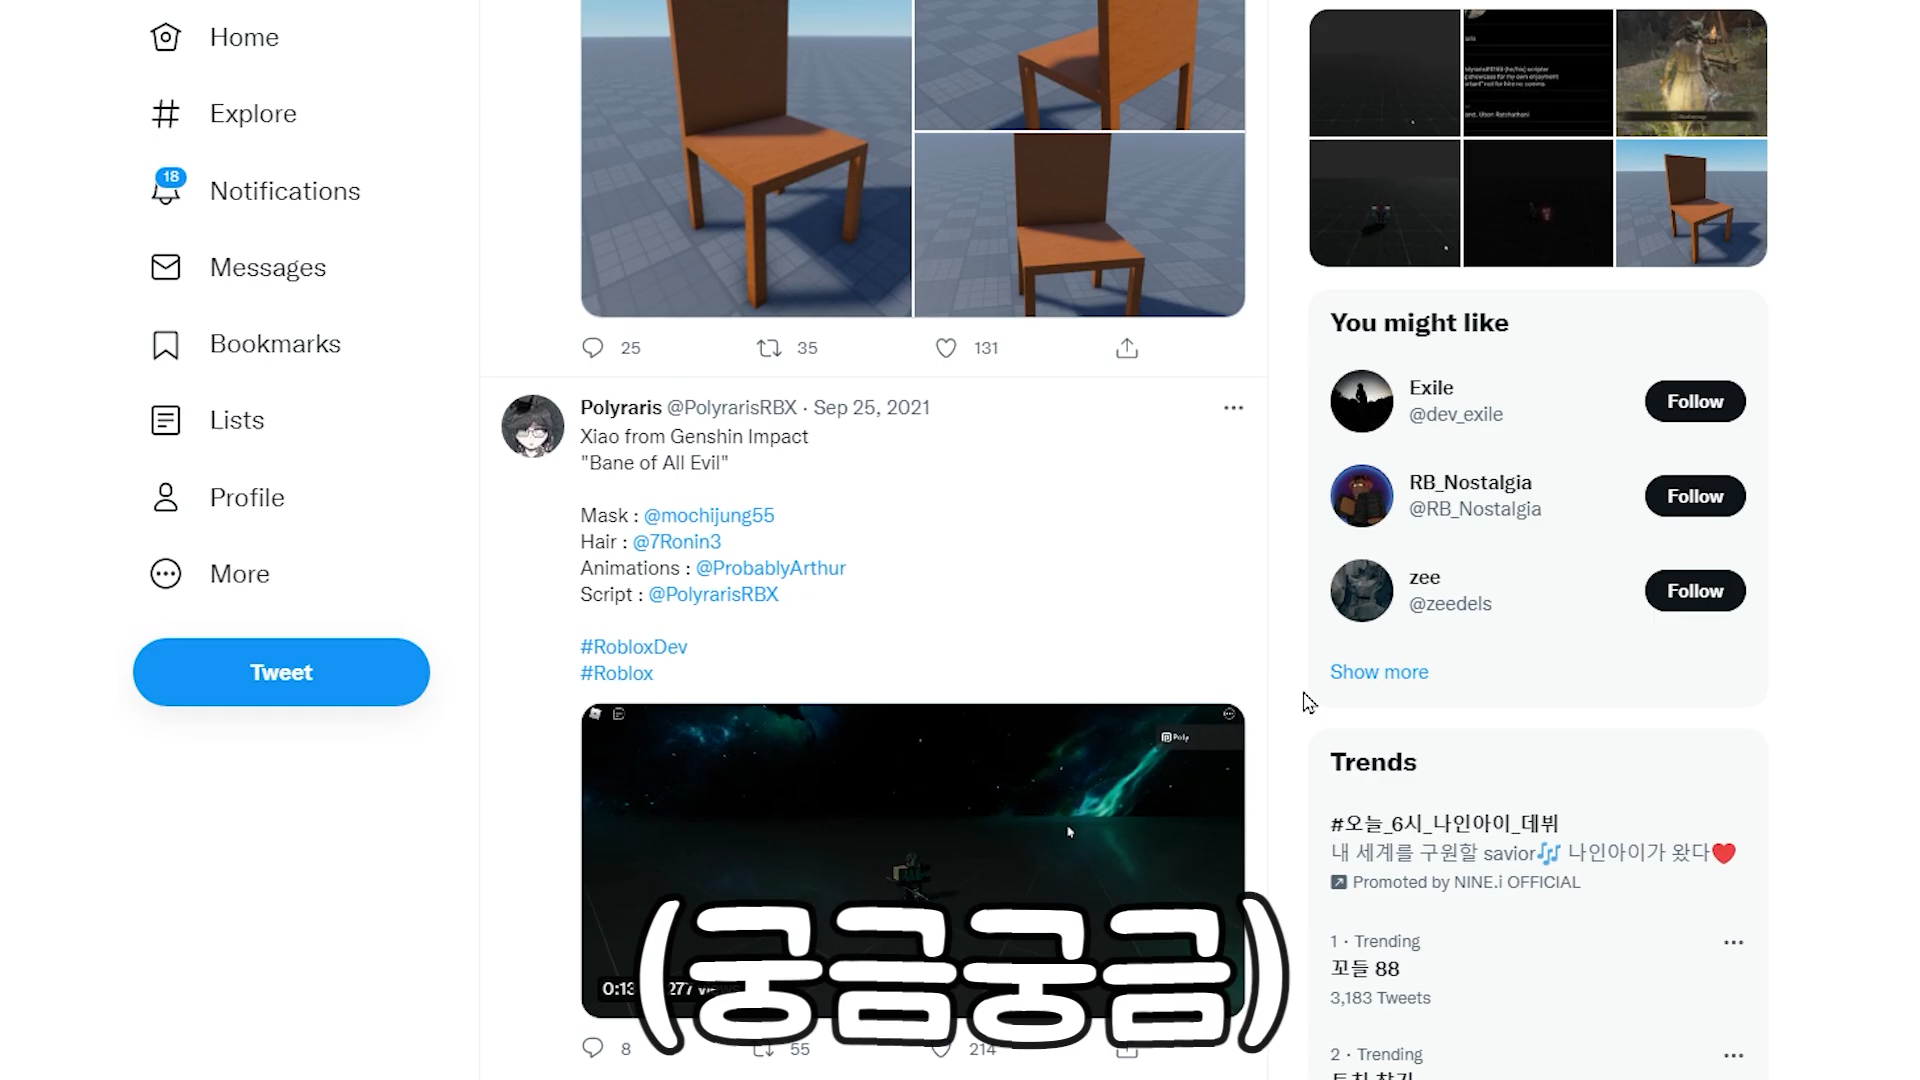 Home
Explore
18
Notifications
Messages
Bookmarks
Lists
Profile
More
Tweet
25
35
131
Polyraris @PolyrarisRBX · Sep 25, 2021
Xiao from Genshin Impact
"Bane of All Evil"
Mask : @mochijung55
Hair : @7Ronin3
Animations : @ProbablyArthur
Script : @PolyrarisRBX
#RobloxDev
#Roblox
Poly
0:13
(궁금궁금)
8
55
214
You might like
Exile
@dev_exile
Follow
RB_Nostalgia
@RB_Nostalgia
Follow
zee
@zeedels
Follow
Show more
Trends
#오늘_6시_나인아이_데뷔
내 세계를 구원할 savior🎶 나인아이가 왔다❤️
Promoted by NINE.i OFFICIAL
1 · Trending
꼬들 88
3,183 Tweets
2 · Trending